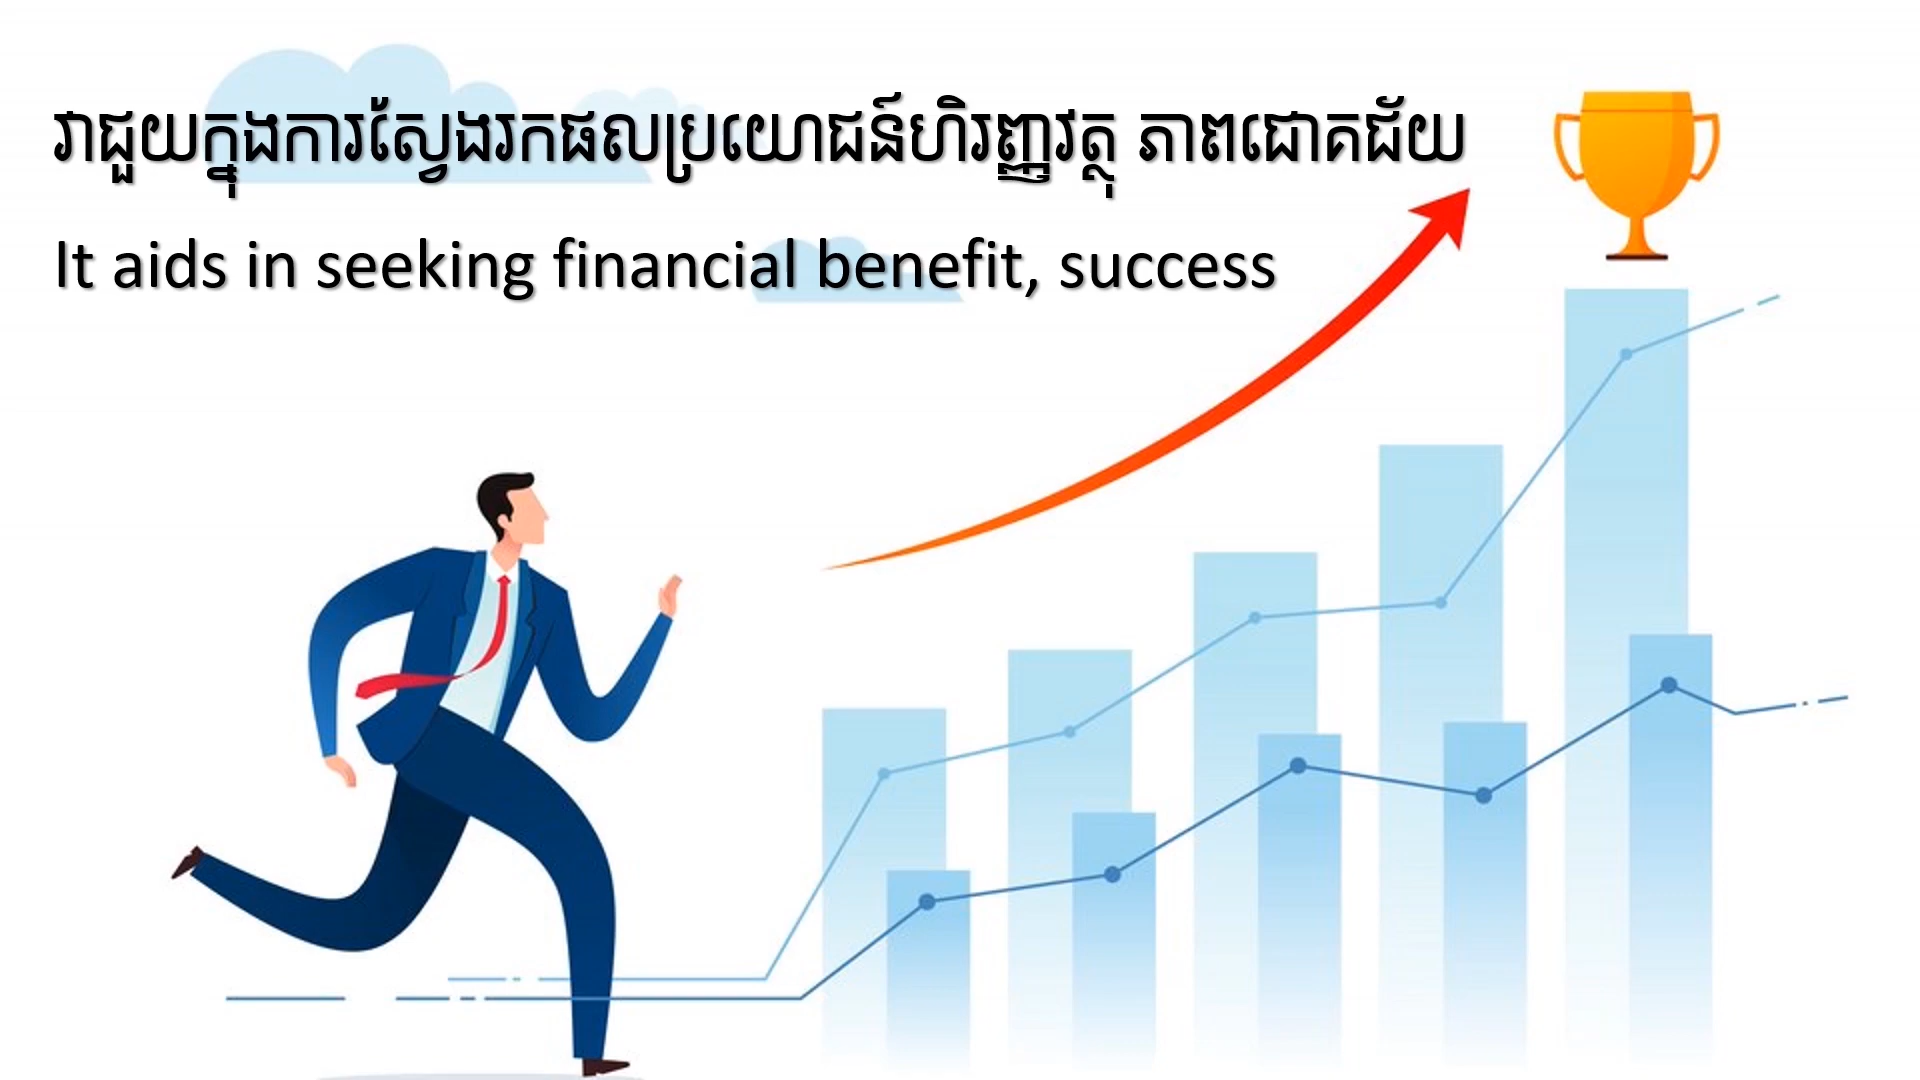 វាជួយក្នុងការស្វែងរកផលប្រយោជន៍ហិរញ្ញវត្ថុ ភាពជោគជ័យ
It aids in seeking financial benefit, success